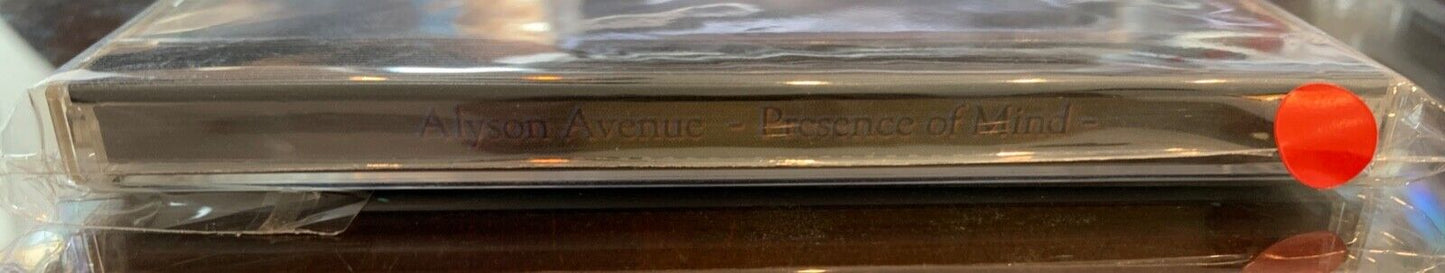 Alyson Avenue - Presence of Mind -